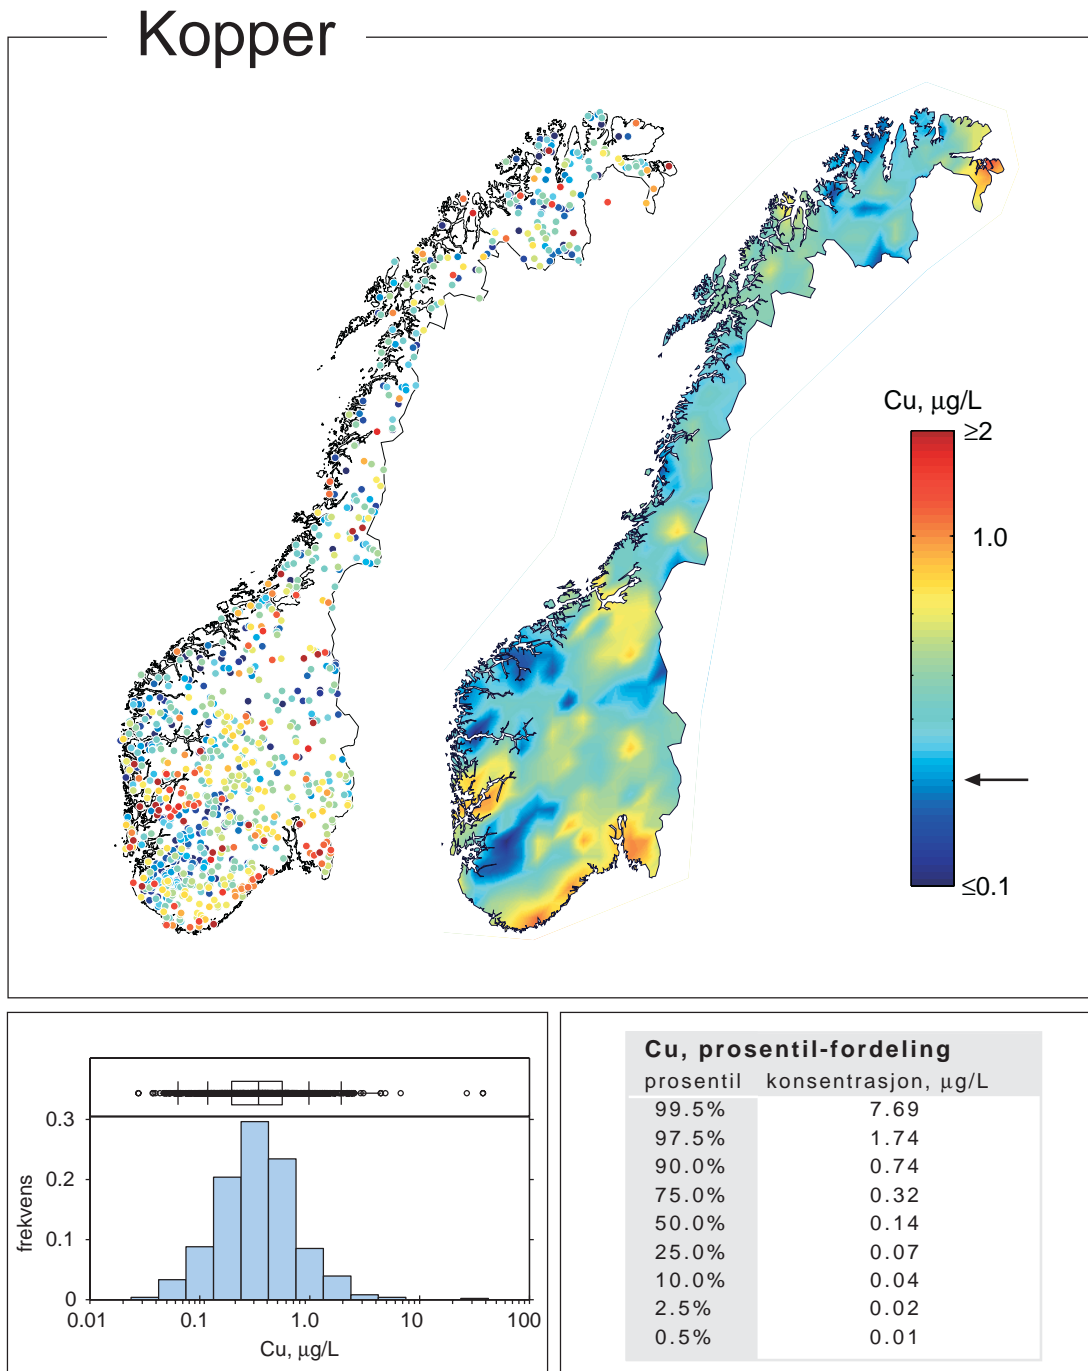 Kopper
Cu, µg/L
≥2
1.0
≤0.1
0.3
0.2
0.1
0
frekvens
0.01 0.1 1.0 10 100
Cu, µg/L
Cu, prosentil-fordeling
prosentil konsentrasjon, µg/L
99.5% 7.69
97.5% 1.74
90.0% 0.74
75.0% 0.32
50.0% 0.14
25.0% 0.07
10.0% 0.04
2.5% 0.02
0.5% 0.01